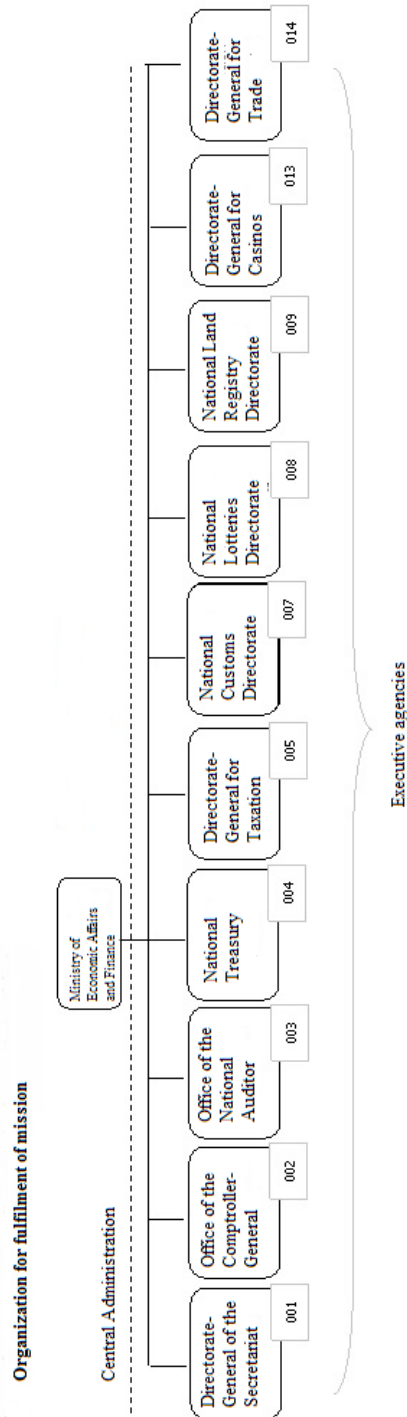 Organization for fulfilment of mission
Ministry of
Economic Affairs
and Finance
Central Administration
Directorate-
General of the
Secretariat
001
Office of the
Comptroller-
General
002
Office of the
National
Auditor
003
National
Treasury
004
Directorate-
General for
Taxation
005
National
Customs
Directorate
007
National
Lotteries
Directorate
008
National Land
Registry
Directorate
009
Directorate-
General for
Casinos
013
Directorate-
General for
Trade
014
Executive agencies